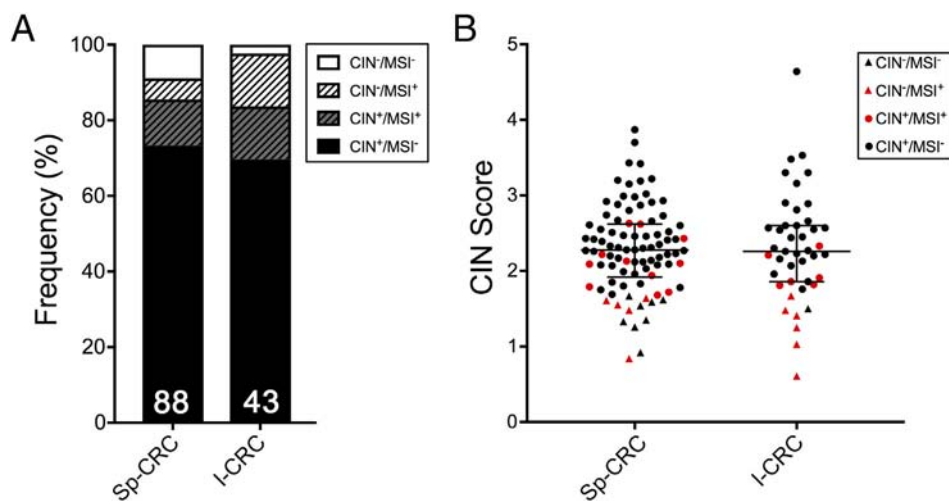 A
Frequency (%)
100
80
60
40
20
0
88
43
Sp-CRC
I-CRC
CIN⁻/MSI⁻
CIN⁻/MSI⁺
CIN⁺/MSI⁺
CIN⁺/MSI⁻
B
CIN Score
5
4
3
2
1
0
Sp-CRC
I-CRC
CIN⁻/MSI⁻
CIN⁻/MSI⁺
CIN⁺/MSI⁺
CIN⁺/MSI⁻